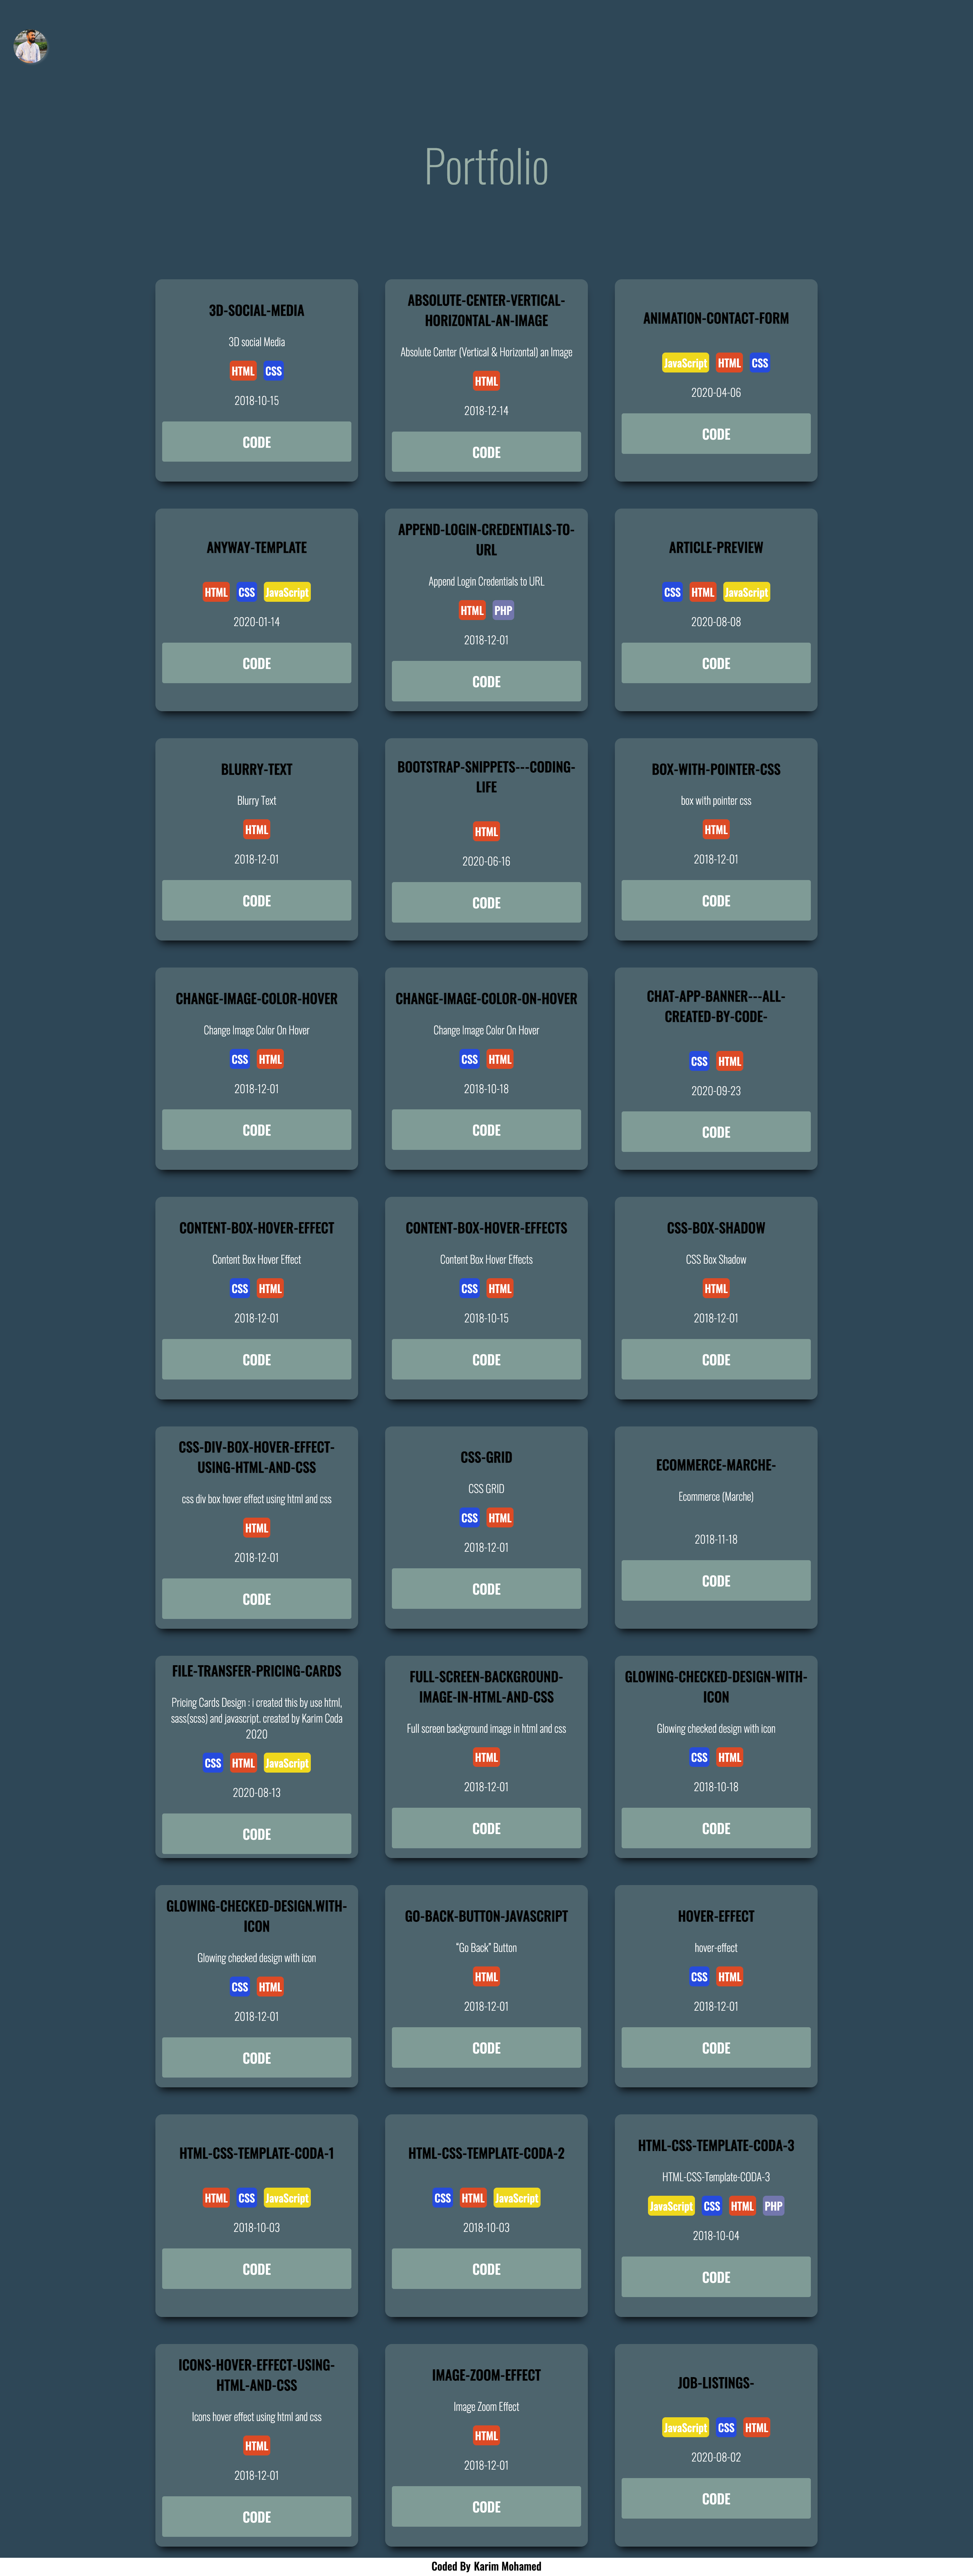 Portfolio
3D-SOCIAL-MEDIA
3D social Media
HTML CSS
2018-10-15
CODE
ABSOLUTE-CENTER-VERTICAL-
HORIZONTAL-AN-IMAGE
Absolute Center (Vertical & Horizontal) an Image
HTML
2018-12-14
CODE
ANIMATION-CONTACT-FORM
JavaScript HTML CSS
2020-04-06
CODE
ANYWAY-TEMPLATE
HTML CSS JavaScript
2020-01-14
CODE
APPEND-LOGIN-CREDENTIALS-TO-
URL
Append Login Credentials to URL
HTML PHP
2018-12-01
CODE
ARTICLE-PREVIEW
CSS HTML JavaScript
2020-08-08
CODE
BLURRY-TEXT
Blurry Text
HTML
2018-12-01
CODE
BOOTSTRAP-SNIPPETS---CODING-
LIFE
HTML
2020-06-16
CODE
BOX-WITH-POINTER-CSS
box with pointer css
HTML
2018-12-01
CODE
CHANGE-IMAGE-COLOR-HOVER
Change Image Color On Hover
CSS HTML
2018-12-01
CODE
CHANGE-IMAGE-COLOR-ON-HOVER
Change Image Color On Hover
CSS HTML
2018-10-18
CODE
CHAT-APP-BANNER---ALL-
CREATED-BY-CODE-
CSS HTML
2020-09-23
CODE
CONTENT-BOX-HOVER-EFFECT
Content Box Hover Effect
CSS HTML
2018-12-01
CODE
CONTENT-BOX-HOVER-EFFECTS
Content Box Hover Effects
CSS HTML
2018-10-15
CODE
CSS-BOX-SHADOW
CSS Box Shadow
HTML
2018-12-01
CODE
CSS-DIV-BOX-HOVER-EFFECT-
USING-HTML-AND-CSS
css div box hover effect using html and css
HTML
2018-12-01
CODE
CSS-GRID
CSS GRID
CSS HTML
2018-12-01
CODE
ECOMMERCE-MARCHE-
Ecommerce (Marche)
2018-11-18
CODE
FILE-TRANSFER-PRICING-CARDS
Pricing Cards Design : i created this by use html,
sass(scss) and javascript. created by Karim Coda
2020
CSS HTML JavaScript
2020-08-13
CODE
FULL-SCREEN-BACKGROUND-
IMAGE-IN-HTML-AND-CSS
Full screen background image in html and css
HTML
2018-12-01
CODE
GLOWING-CHECKED-DESIGN-WITH-
ICON
Glowing checked design with icon
CSS HTML
2018-10-18
CODE
GLOWING-CHECKED-DESIGN.WITH-
ICON
Glowing checked design with icon
CSS HTML
2018-12-01
CODE
GO-BACK-BUTTON-JAVASCRIPT
“Go Back” Button
HTML
2018-12-01
CODE
HOVER-EFFECT
hover-effect
CSS HTML
2018-12-01
CODE
HTML-CSS-TEMPLATE-CODA-1
HTML CSS JavaScript
2018-10-03
CODE
HTML-CSS-TEMPLATE-CODA-2
CSS HTML JavaScript
2018-10-03
CODE
HTML-CSS-TEMPLATE-CODA-3
HTML-CSS-Template-CODA-3
JavaScript CSS HTML PHP
2018-10-04
CODE
ICONS-HOVER-EFFECT-USING-
HTML-AND-CSS
Icons hover effect using html and css
HTML
2018-12-01
CODE
IMAGE-ZOOM-EFFECT
Image Zoom Effect
HTML
2018-12-01
CODE
JOB-LISTINGS-
JavaScript CSS HTML
2020-08-02
CODE
Coded By Karim Mohamed